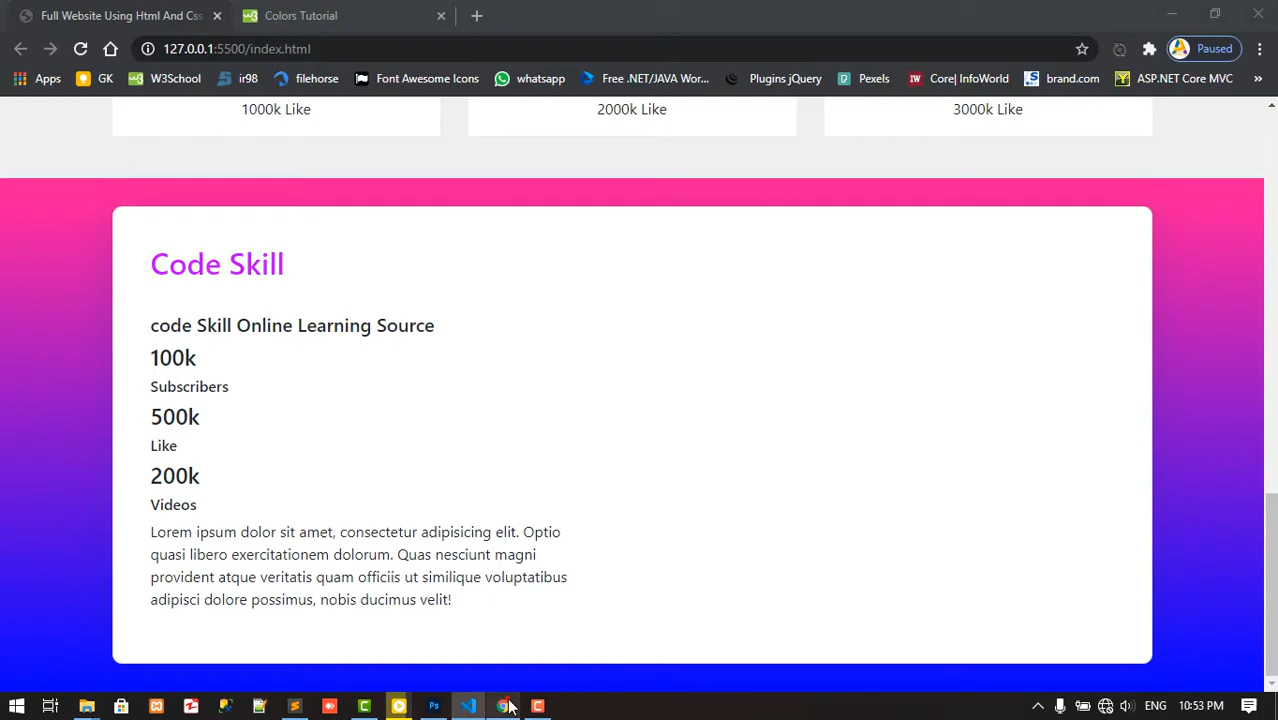 Full Website Using Html And Css
Colors Tutorial
127.0.0.1:5500/index.html
Paused
Apps
GK
W3School
ir98
filehorse
Font Awesome Icons
whatsapp
Free .NET/JAVA Wor...
Plugins jQuery
Pexels
Core| InfoWorld
brand.com
ASP.NET Core MVC
1000k Like
2000k Like
3000k Like
Code Skill
code Skill Online Learning Source
100k
Subscribers
500k
Like
200k
Videos
Lorem ipsum dolor sit amet, consectetur adipisicing elit. Optio
quasi libero exercitationem dolorum. Quas nesciunt magni
provident atque veritatis quam officiis ut similique voluptatibus
adipisci dolore possimus, nobis ducimus velit!
ENG
10:53 PM